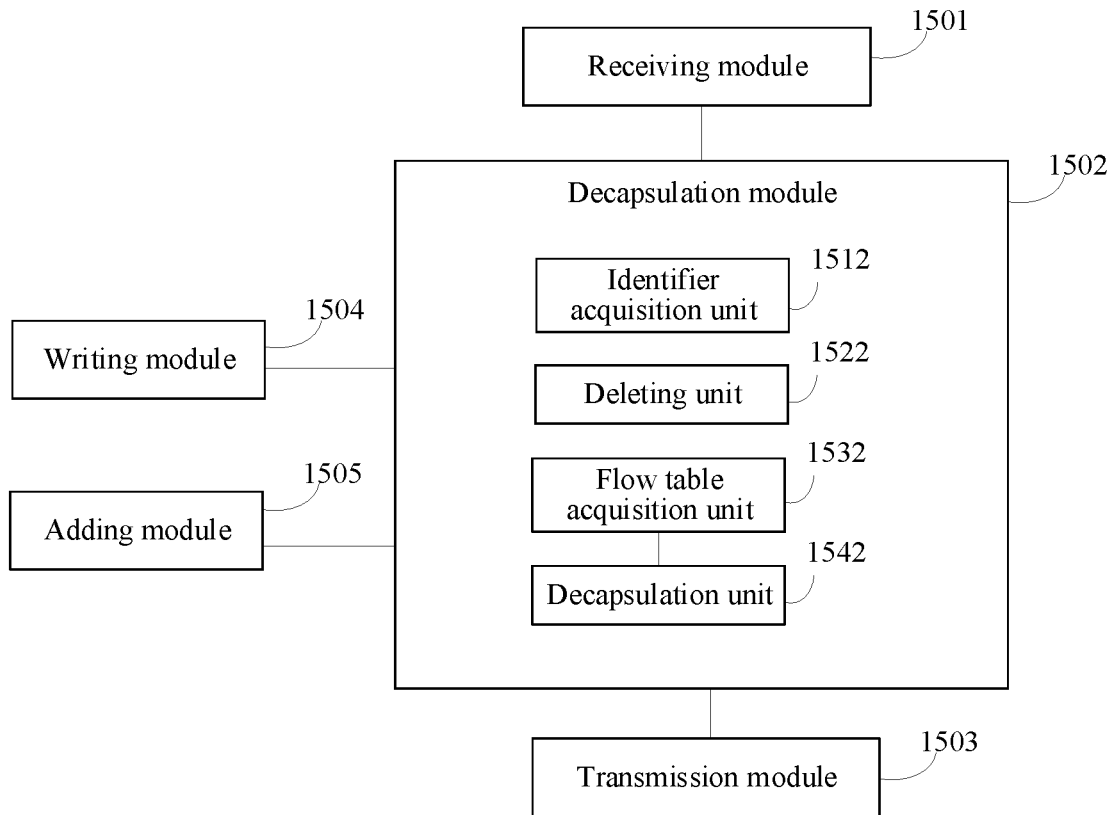 1501
Receiving module
1502
Decapsulation module
1512
Identifier
acquisition unit
1504
Writing module
1522
Deleting unit
1532
Flow table
acquisition unit
1505
Adding module
1542
Decapsulation unit
1503
Transmission module